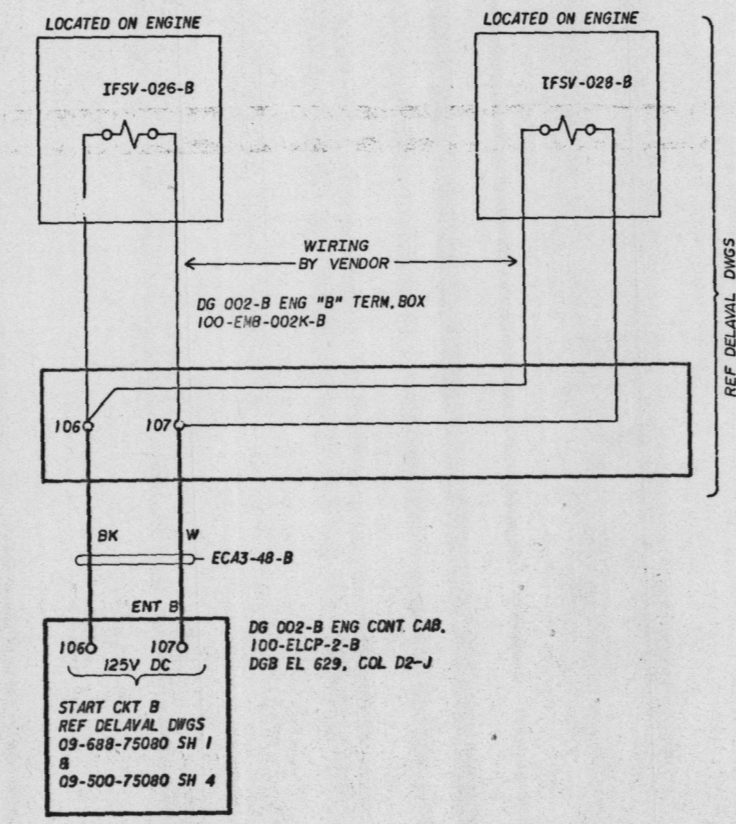 LOCATED ON ENGINE
LOCATED ON ENGINE
IFSV-026-B
IFSV-028-B
WIRING
BY VENDOR
DG 002-B ENG "B" TERM. BOX
100-EMB-002K-B
REF DELAVAL DWGS
106
107
BK
W
ECA3-48-B
ENT B
106
107
125V DC
DG 002-B ENG CONT. CAB.
100-ELCP-2-B
DGB EL 629, COL D2-J
START CKT B
REF DELAVAL DWGS
09-688-75080 SH 1
&
09-500-75080 SH 4